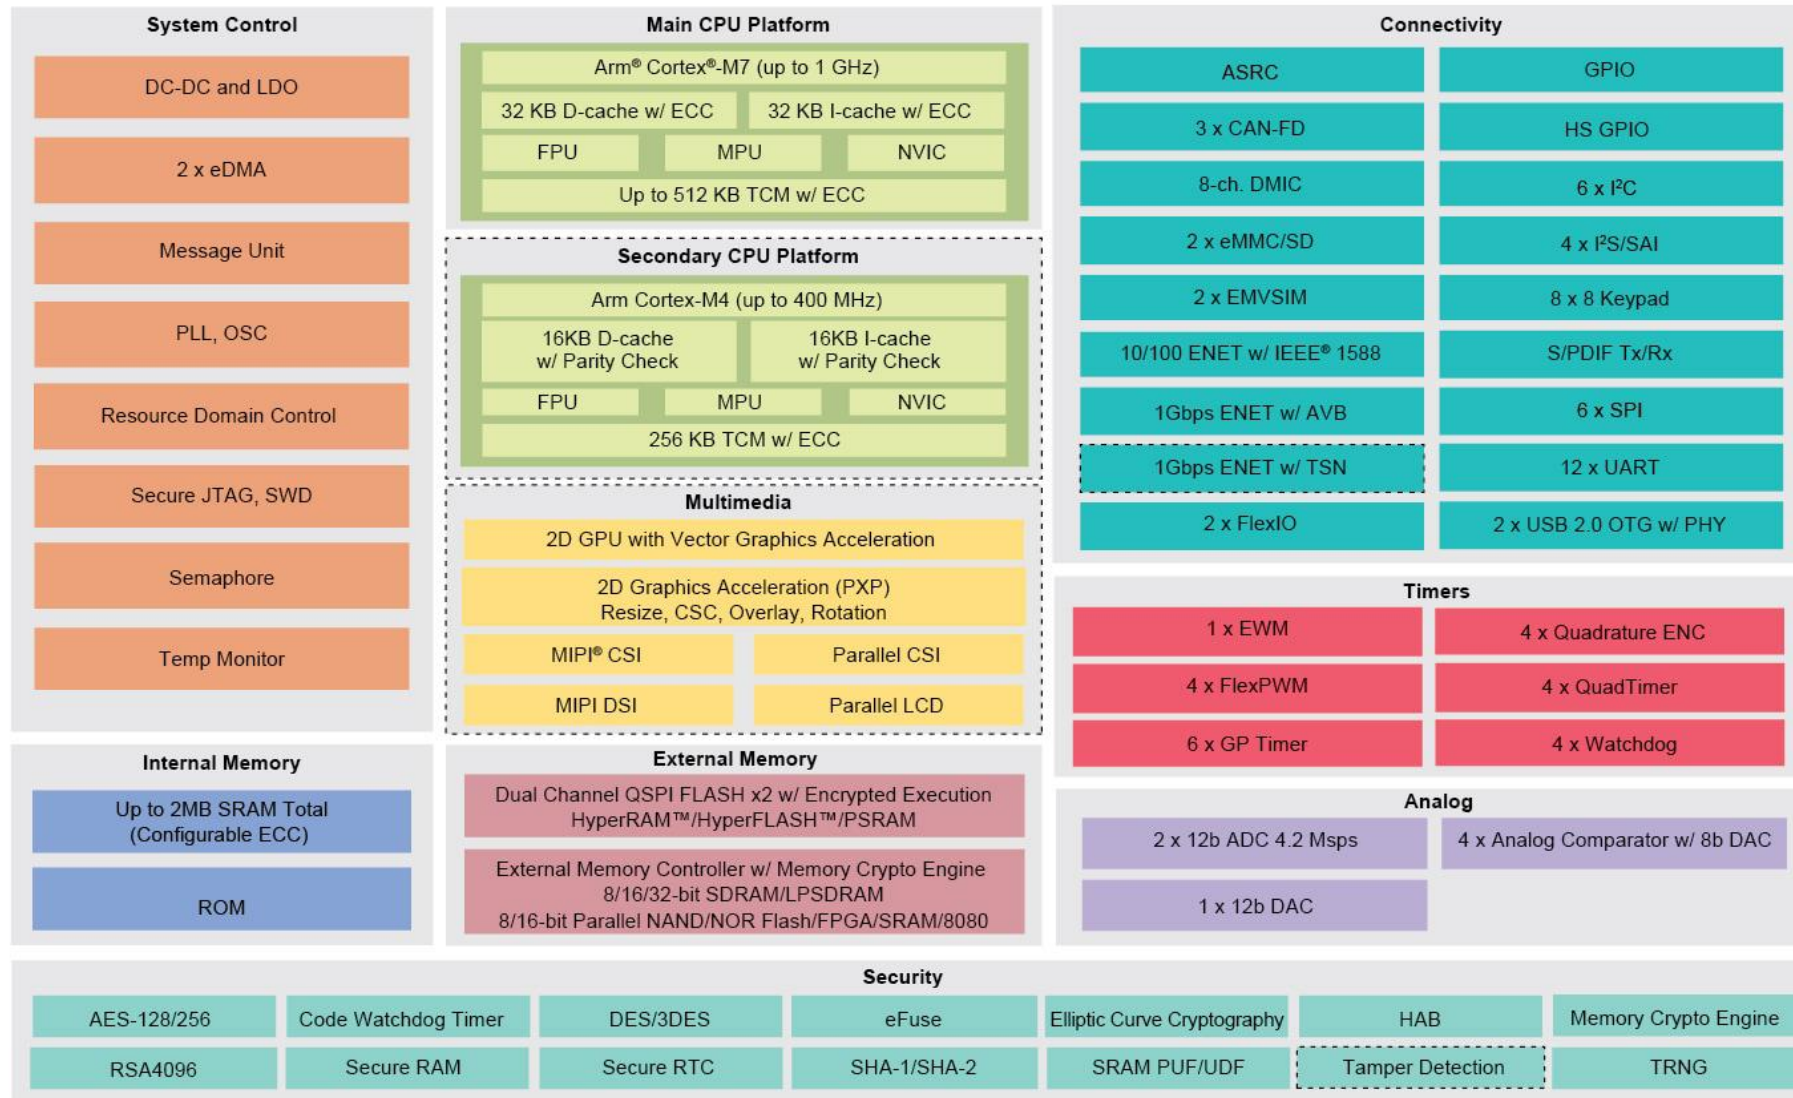 System Control
DC-DC and LDO
2 x eDMA
Message Unit
PLL, OSC
Resource Domain Control
Secure JTAG, SWD
Semaphore
Temp Monitor
Main CPU Platform
Arm® Cortex®-M7 (up to 1 GHz)
32 KB D-cache w/ ECC
32 KB I-cache w/ ECC
FPU
MPU
NVIC
Up to 512 KB TCM w/ ECC
Secondary CPU Platform
Arm Cortex-M4 (up to 400 MHz)
16KB D-cache
w/ Parity Check
16KB I-cache
w/ Parity Check
FPU
MPU
NVIC
256 KB TCM w/ ECC
Multimedia
2D GPU with Vector Graphics Acceleration
2D Graphics Acceleration (PXP)
Resize, CSC, Overlay, Rotation
MIPI® CSI
Parallel CSI
MIPI DSI
Parallel LCD
Connectivity
ASRC
GPIO
3 x CAN-FD
HS GPIO
8-ch. DMIC
6 x I²C
2 x eMMC/SD
4 x I²S/SAI
2 x EMVSIM
8 x 8 Keypad
10/100 ENET w/ IEEE® 1588
S/PDIF Tx/Rx
1Gbps ENET w/ AVB
6 x SPI
1Gbps ENET w/ TSN
12 x UART
2 x FlexIO
2 x USB 2.0 OTG w/ PHY
Timers
1 x EWM
4 x Quadrature ENC
4 x FlexPWM
4 x QuadTimer
6 x GP Timer
4 x Watchdog
Internal Memory
Up to 2MB SRAM Total
(Configurable ECC)
ROM
External Memory
Dual Channel QSPI FLASH x2 w/ Encrypted Execution
HyperRAM™/HyperFLASH™/PSRAM
External Memory Controller w/ Memory Crypto Engine
8/16/32-bit SDRAM/LPSDRAM
8/16-bit Parallel NAND/NOR Flash/FPGA/SRAM/8080
Analog
2 x 12b ADC 4.2 Msps
4 x Analog Comparator w/ 8b DAC
1 x 12b DAC
Security
AES-128/256
Code Watchdog Timer
DES/3DES
eFuse
Elliptic Curve Cryptography
HAB
Memory Crypto Engine
RSA4096
Secure RAM
Secure RTC
SHA-1/SHA-2
SRAM PUF/UDF
Tamper Detection
TRNG